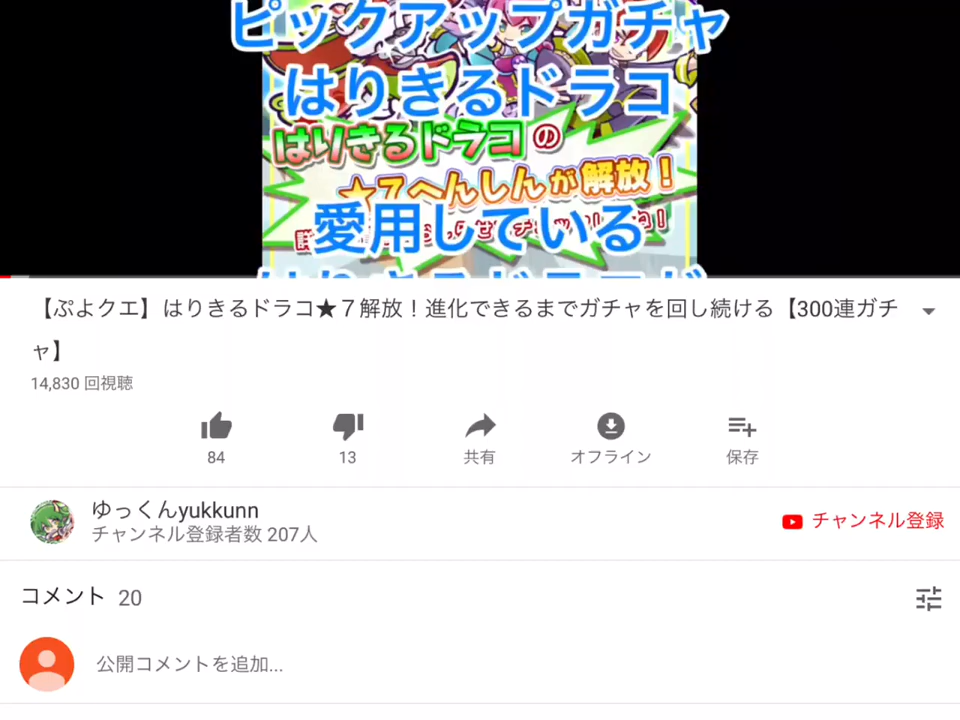 ピックアップガチャ
はりきるドラコ
はりきるドラコの
★7へんしんが解放！
愛用している
【ぷよクエ】はりきるドラコ★７解放！進化できるまでガチャを回し続ける【300連ガチ
ャ】
14,830 回視聴
84
13
共有
オフライン
保存
ゆっくんyukkunn
チャンネル登録者数 207人
チャンネル登録
コメント 20
公開コメントを追加...